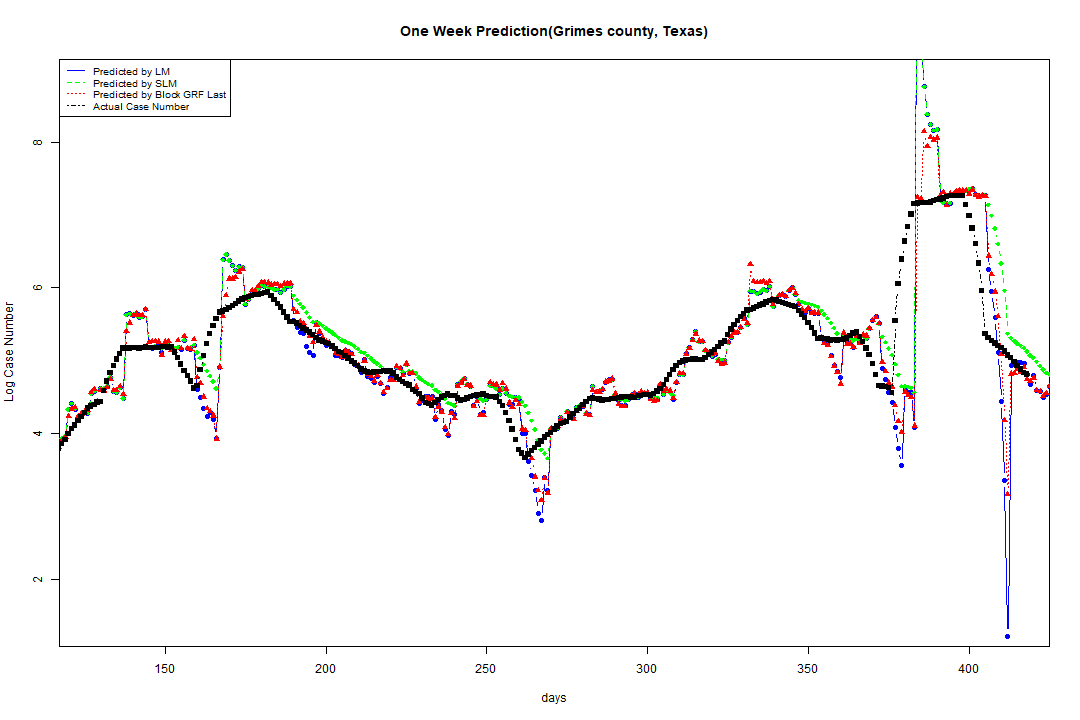 One Week Prediction(Grimes county, Texas)
Predicted by LM
Predicted by SLM
Predicted by Block GRF Last
Actual Case Number
Log Case Number
8
6
4
2
150 200 250 300 350 400
days